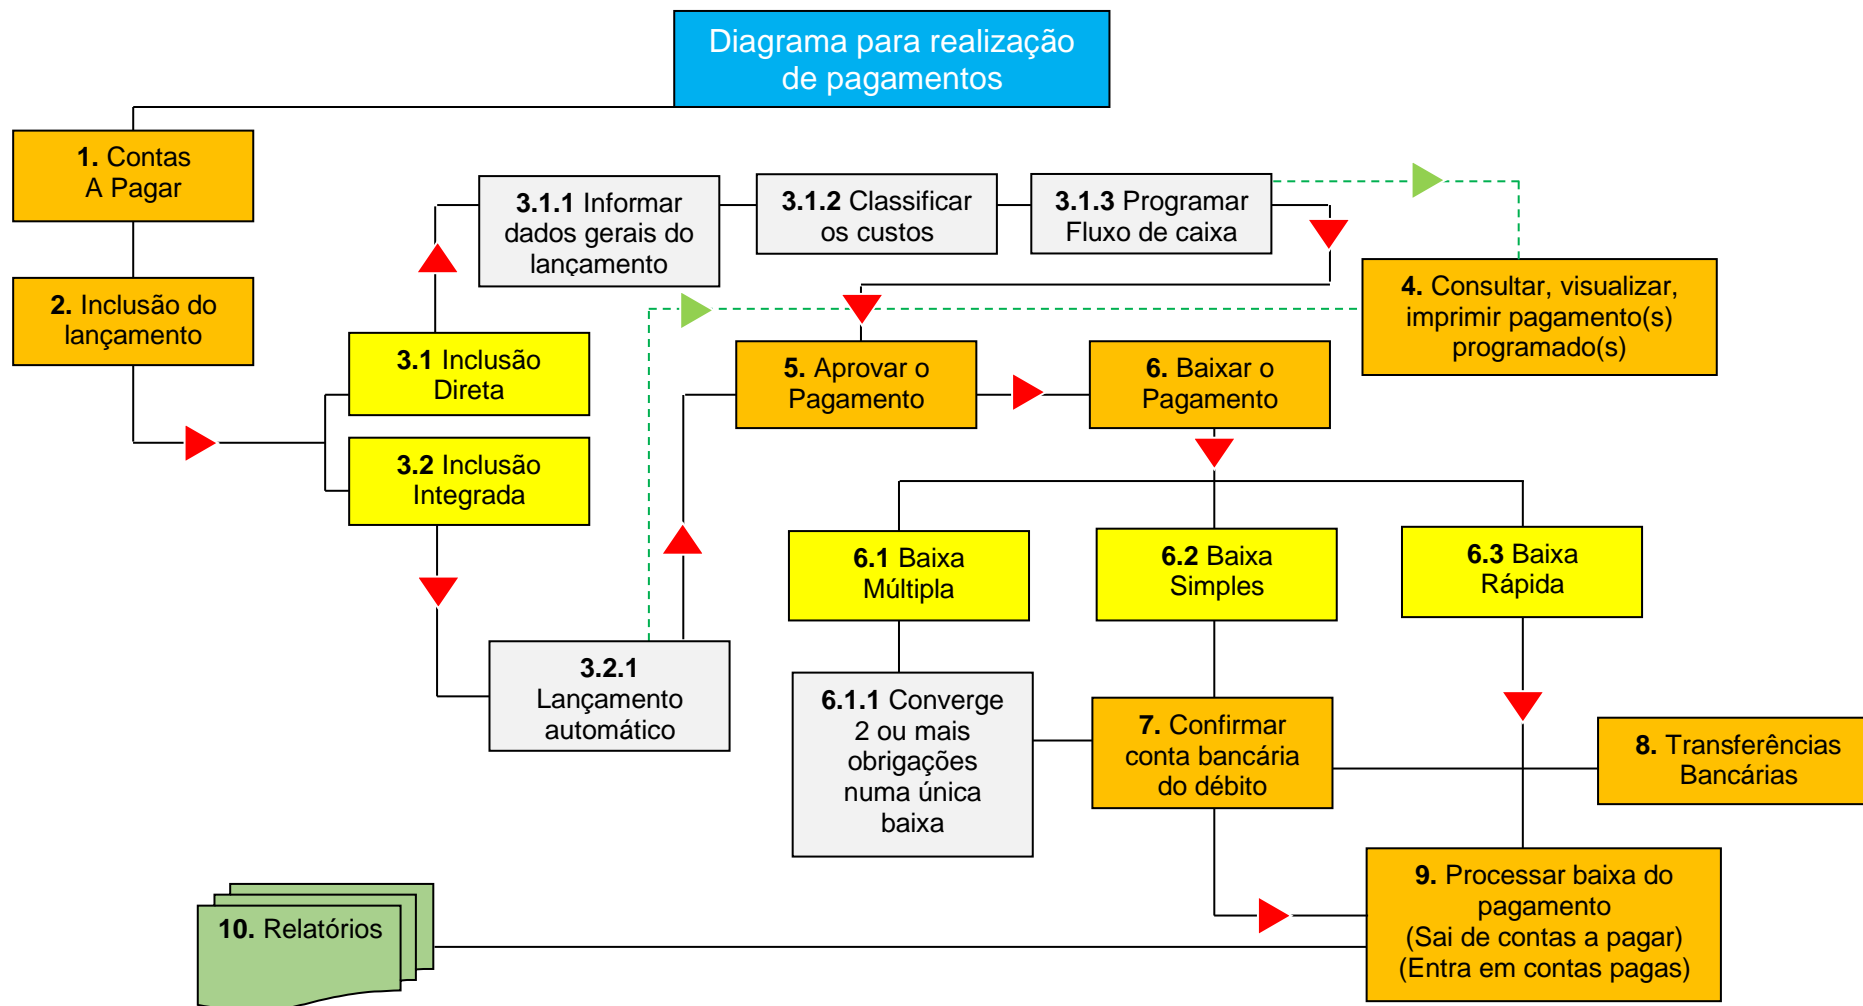 Diagrama para realização
de pagamentos
1. Contas
A Pagar
2. Inclusão do
lançamento
3.1 Inclusão
Direta
3.2 Inclusão
Integrada
3.1.1 Informar
dados gerais do
lançamento
3.1.2 Classificar
os custos
3.1.3 Programar
Fluxo de caixa
3.2.1
Lançamento
automático
4. Consultar, visualizar,
imprimir pagamento(s)
programado(s)
5. Aprovar o
Pagamento
6. Baixar o
Pagamento
6.1 Baixa
Múltipla
6.2 Baixa
Simples
6.3 Baixa
Rápida
6.1.1 Converge
2 ou mais
obrigações
numa única
baixa
7. Confirmar
conta bancária
do débito
8. Transferências
Bancárias
9. Processar baixa do
pagamento
(Sai de contas a pagar)
(Entra em contas pagas)
10. Relatórios